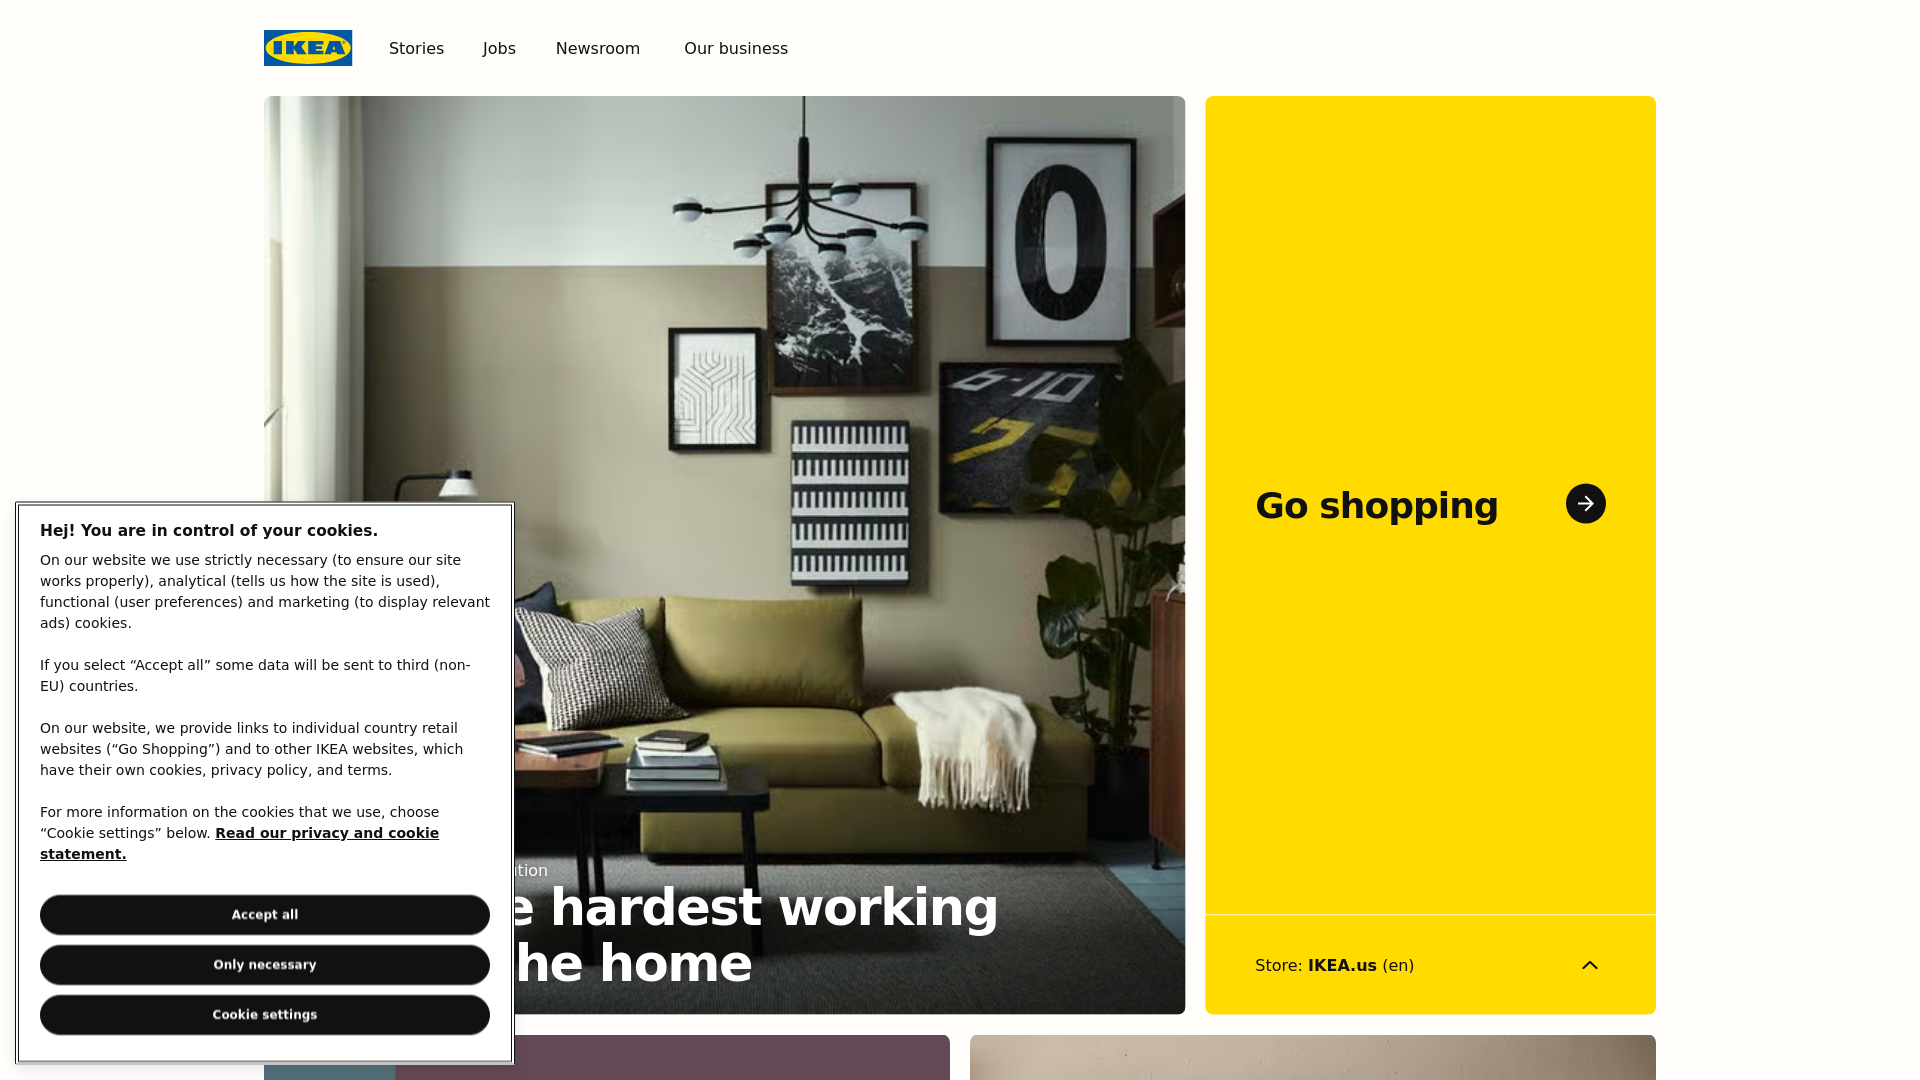 IKEA
Stories Jobs Newsroom Our business
0
6-10
Go shopping
Hej! You are in control of your cookies.
On our website we use strictly necessary (to ensure our site
works properly), analytical (tells us how the site is used),
functional (user preferences) and marketing (to display relevant
ads) cookies.
If you select “Accept all” some data will be sent to third (non-
EU) countries.
On our website, we provide links to individual country retail
websites (“Go Shopping”) and to other IKEA websites, which
have their own cookies, privacy policy, and terms.
For more information on the cookies that we use, choose
“Cookie settings” below. Read our privacy and cookie
statement.
Accept all
Only necessary
Cookie settings
hardest working
home
Store: IKEA.us (en)